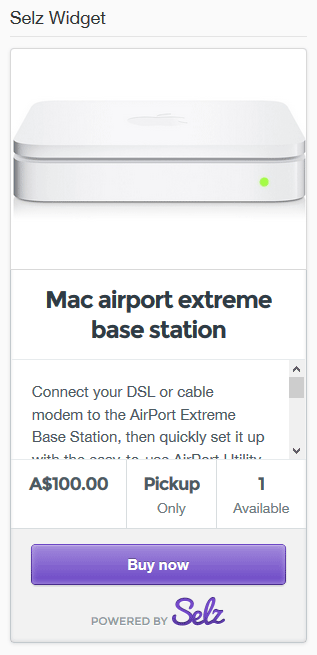 Selz Widget
Mac airport extreme
base station
Connect your DSL or cable
modem to the AirPort Extreme
Base Station, then quickly set it up
with the easy-to-use AirPort Utility
A$100.00 Pickup 1
Only Available
Buy now
POWERED BY Selz